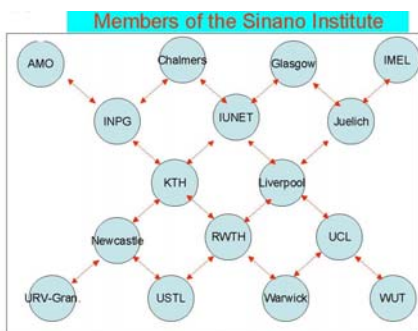 Members of the Sinano Institute
AMO
Chalmers
Glasgow
IMEL
INPG
IUNET
Juelich
KTH
Liverpool
Newcastle
RWTH
UCL
URV-Gran.
USTL
Warwick
WUT